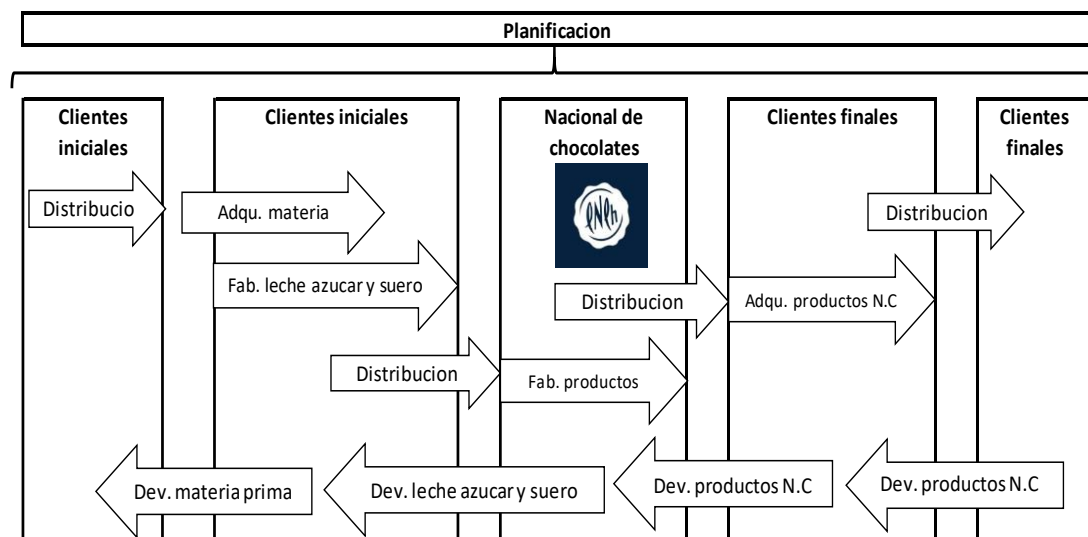 Planificacion
Clientes
iniciales
Clientes iniciales
Nacional de
chocolates
Clientes finales
Clientes
finales
Distribucio
Adqu. materia
Distribucion
Fab. leche azucar y suero
Distribucion
Adqu. productos N.C
Distribucion
Fab. productos
Dev. materia prima
Dev. leche azucar y suero
Dev. productos N.C
Dev. productos N.C